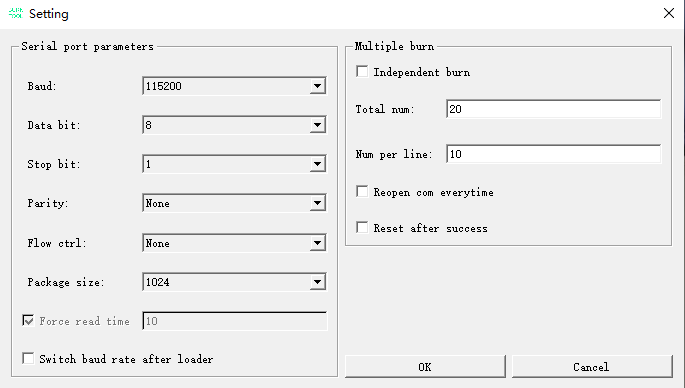 BURN
TOOL
Setting
Serial port parameters
Baud:
115200
Data bit:
8
Stop bit:
1
Parity:
None
Flow ctrl:
None
Package size:
1024
Force read time
10
Switch baud rate after loader
Multiple burn
Independent burn
Total num:
20
Num per line:
10
Reopen com everytime
Reset after success
OK
Cancel